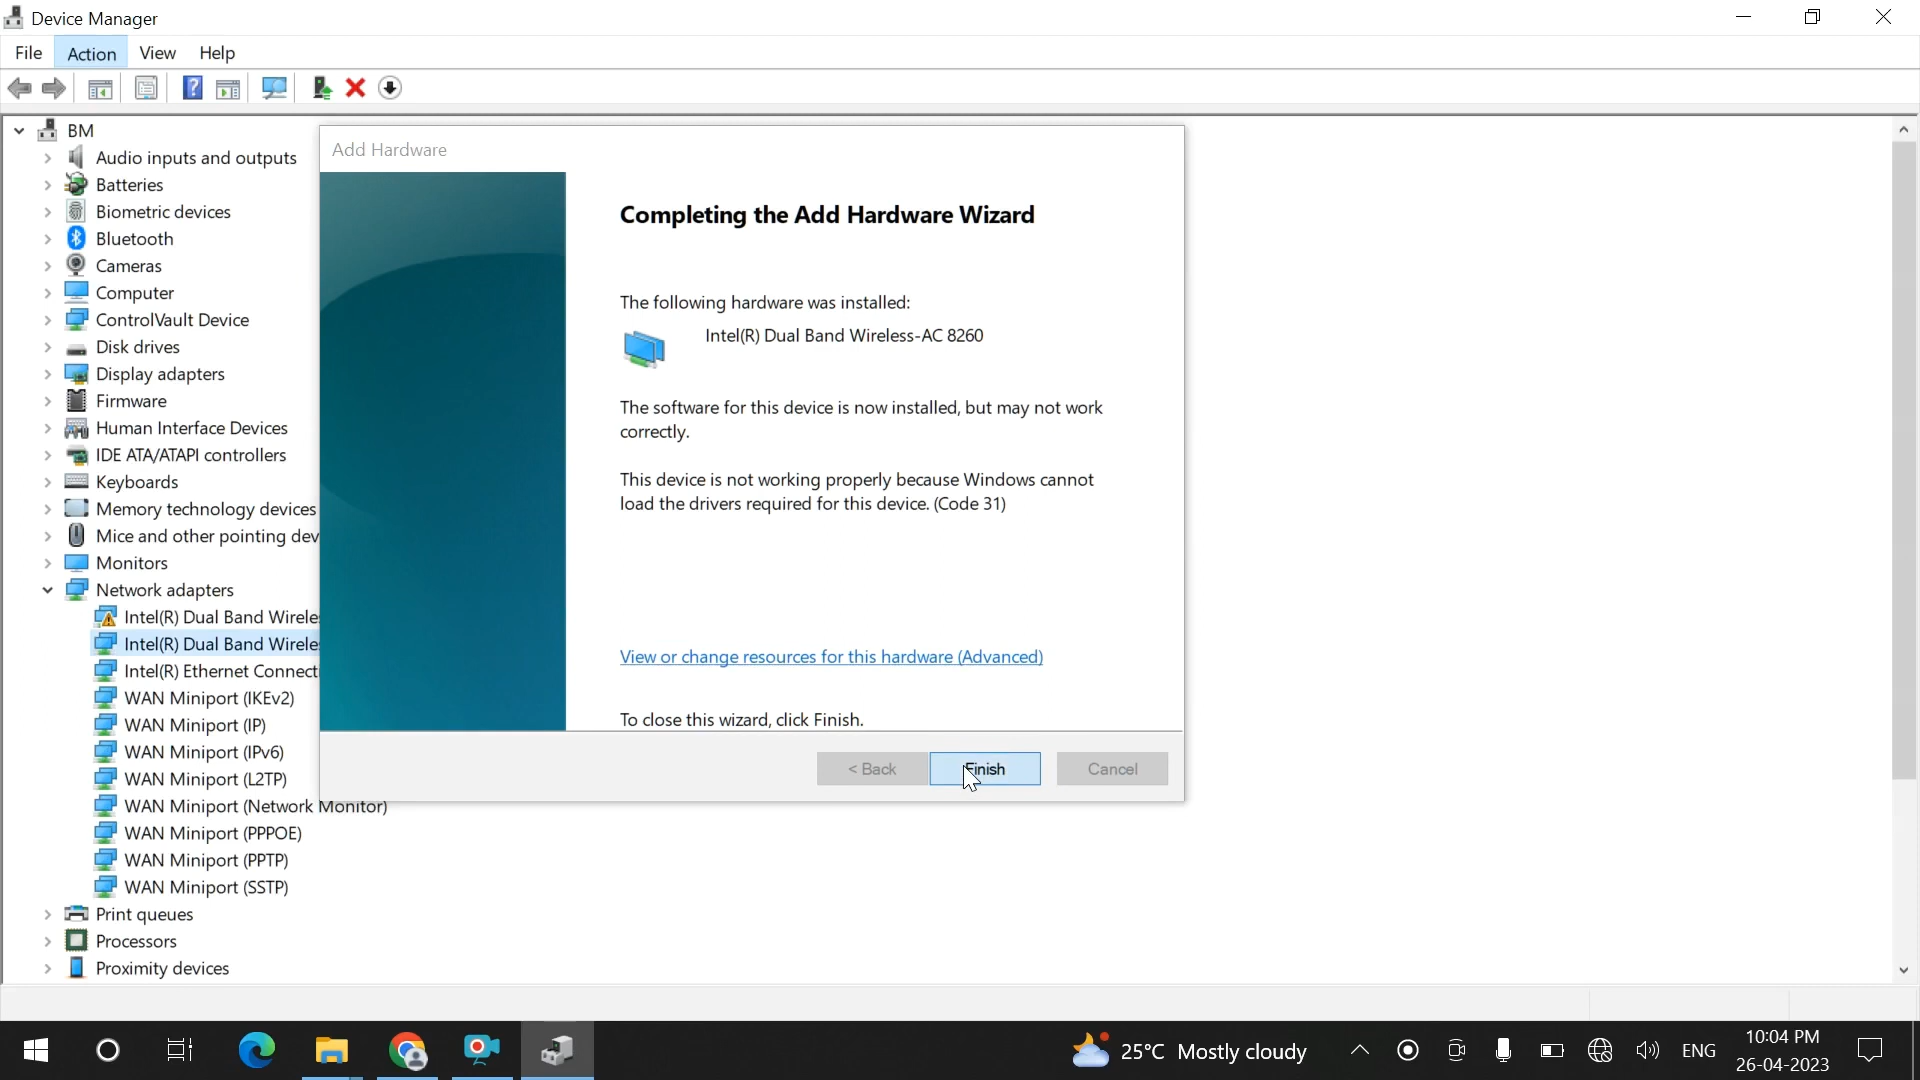 Device Manager
File Action View Help
BM
Audio inputs and outputs
Batteries
Biometric devices
Bluetooth
Cameras
Computer
ControlVault Device
Disk drives
Display adapters
Firmware
Human Interface Devices
IDE ATA/ATAPI controllers
Keyboards
Memory technology devices
Mice and other pointing dev
Monitors
Network adapters
Intel(R) Dual Band Wireles
Intel(R) Dual Band Wireles
Intel(R) Ethernet Connecti
WAN Miniport (IKEv2)
WAN Miniport (IP)
WAN Miniport (IPv6)
WAN Miniport (L2TP)
WAN Miniport (Network Monitor)
WAN Miniport (PPPOE)
WAN Miniport (PPTP)
WAN Miniport (SSTP)
Print queues
Processors
Proximity devices
Add Hardware
Completing the Add Hardware Wizard
The following hardware was installed:
Intel(R) Dual Band Wireless-AC 8260
The software for this device is now installed, but may not work
correctly.
This device is not working properly because Windows cannot
load the drivers required for this device. (Code 31)
View or change resources for this hardware (Advanced)
To close this wizard, click Finish.
< Back Finish Cancel
25°C Mostly cloudy
ENG
10:04 PM
26-04-2023